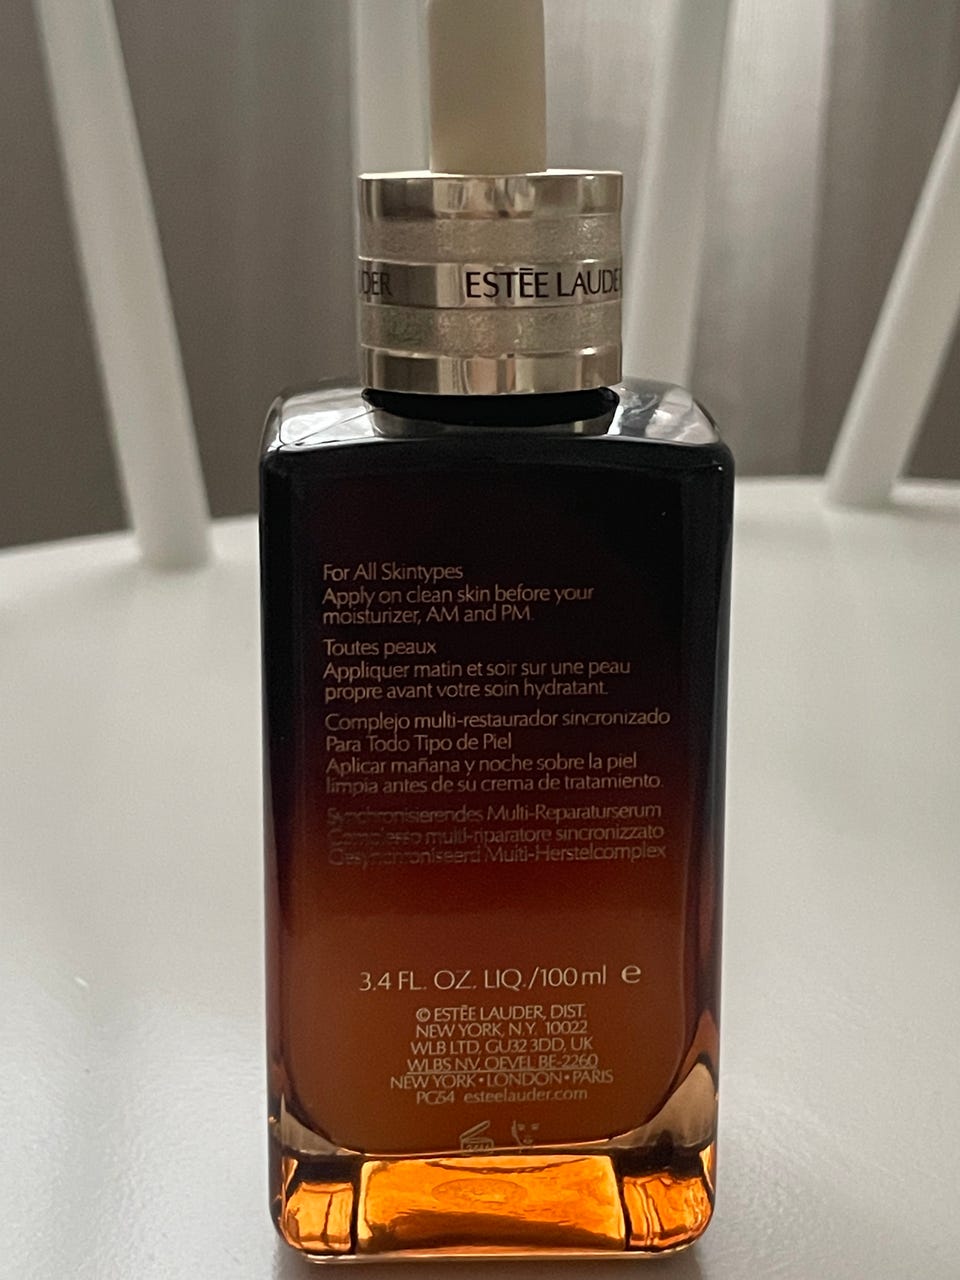 DER ESTĒE LAUDE
For All Skintypes
Apply on clean skin before your
moisturizer, AM and PM.
Toutes peaux
Appliquer matin et soir sur une peau
propre avant votre soin hydratant.
Complejo multi-restaurador sincronizado
Para Todo Tipo de Piel
Aplicar mañana y noche sobre la piel
limpia antes de su crema de tratamiento.
Synchronisierendes Multi-Reparaturserum
Complesso multi-riparatore sincronizzato
Gesynchroniseerd Multi-Herstelcomplex
3.4 FL. OZ. LIQ./100 ml ℮
© ESTĒE LAUDER, DIST.
NEW YORK, N.Y. 10022
WLB LTD, GU32 3DD, UK
WLBS NV, OEVEL BE-2260
NEW YORK • LONDON • PARIS
PG54 esteelauder.com